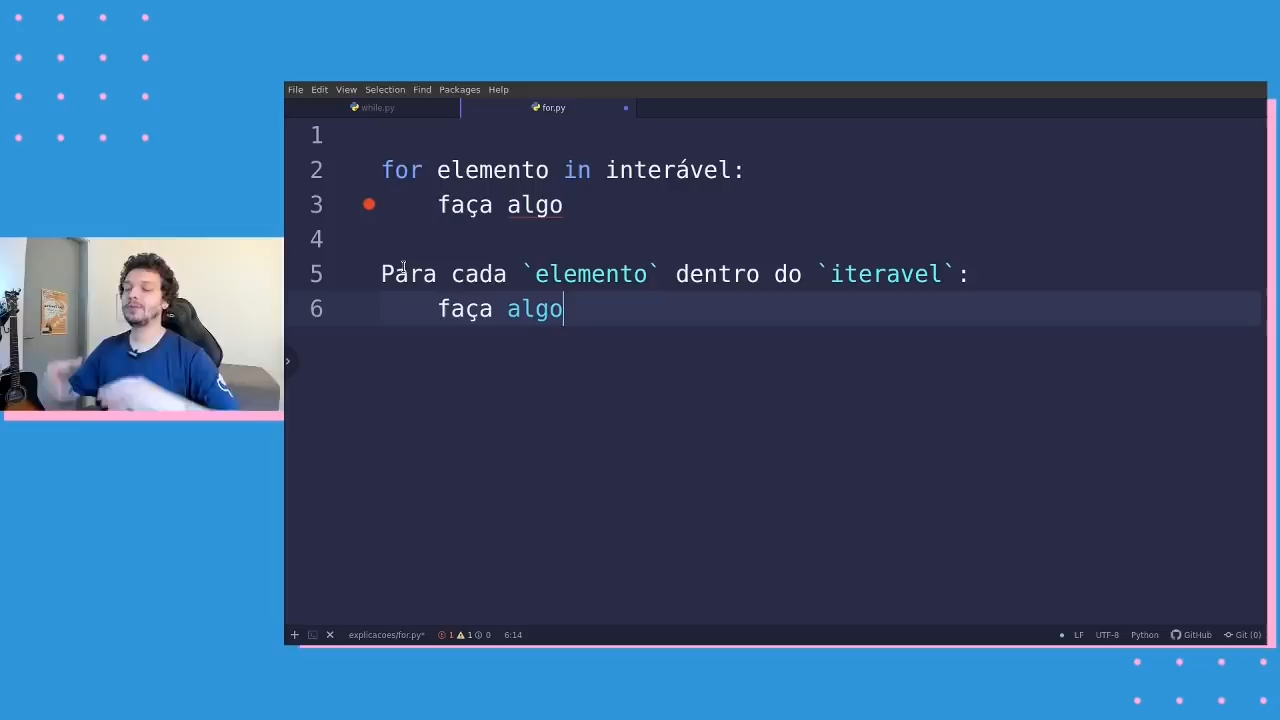 File Edit View Selection Find Packages Help
while.py for.py
1
2 for elemento in interável:
3 faça algo
4
5 Para cada `elemento` dentro do `iteravel`:
6 faça algo
explicacoes/for.py* 1 1 0 6:14 LF UTF-8 Python GitHub Git (0)